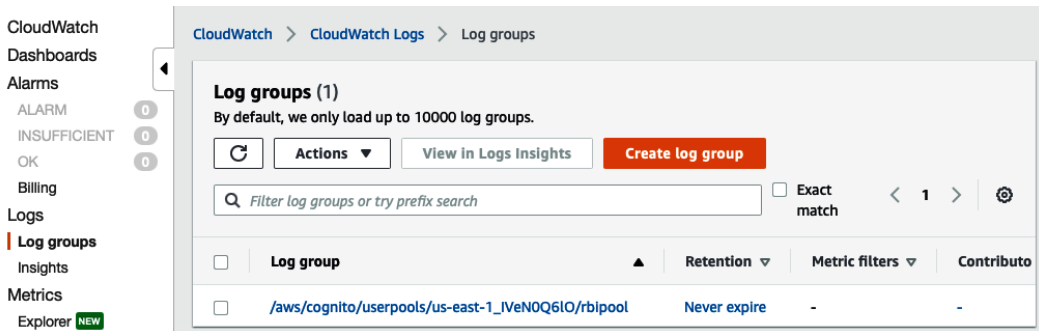 CloudWatch
Dashboards
Alarms
ALARM 0
INSUFFICIENT 0
OK 0
Billing
Logs
Log groups
Insights
Metrics
Explorer NEW
CloudWatch > CloudWatch Logs > Log groups
Log groups (1)
By default, we only load up to 10000 log groups.
Actions ▼ View in Logs Insights Create log group
Filter log groups or try prefix search
Exact match
< 1 >
Log group ▲ Retention ▽ Metric filters ▽ Contributo
/aws/cognito/userpools/us-east-1_IVeN0Q6lO/rbipool Never expire - -